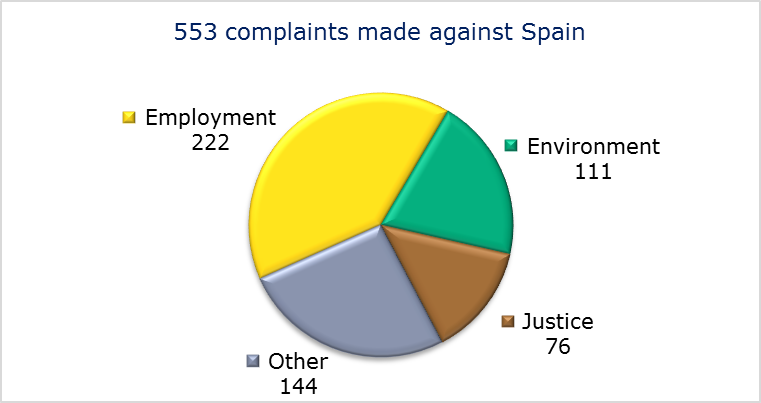 553 complaints made against Spain
Employment
222
Environment
111
Justice
76
Other
144